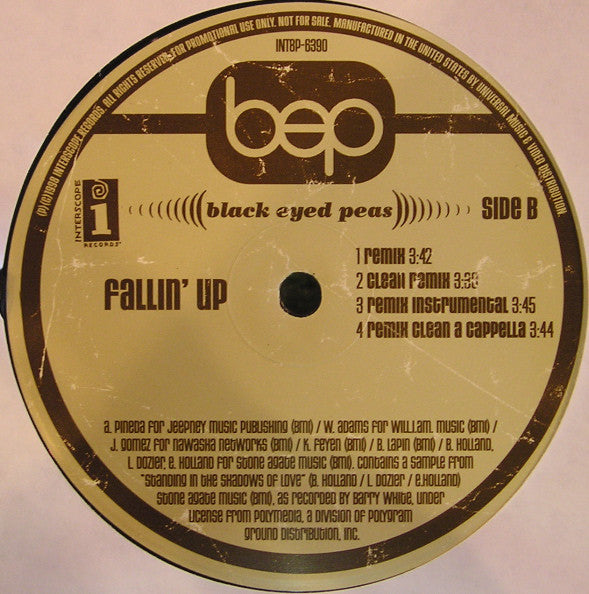 (P)(C)1998 INTERSCOPE RECORDS. ALL RIGHTS RESERVED. FOR PROMOTIONAL USE ONLY. NOT FOR SALE. MANUFACTURED IN THE UNITED STATES BY UNIVERSAL MUSIC & VIDEO DISTRIBUTION.
INTBP-6390
bep
i
INTERSCOPE
RECORDS
black eyed peas
SIDE B
Fallin' Up
1 Remix 3:42
2 Clean Remix
3 Remix Instrumental 3:45
4 Remix Clean A Cappella 3:44
A. Pineda for Jeepney Music Publishing (BMI) / W. Adams for will.I.am. Music (BMI) /
J. Gomez for Nawasha Networks (BMI) / K. Feyen (BMI) / B. Lapin (BMI) / B. Holland,
L. Dozier, E. Holland for Stone Agate Music (BMI). Contains a sample from
"Standing in the Shadows of Love" (B. Holland / L. Dozier / E.Holland)
Stone Agate Music (BMI), as recorded by Barry White, under
License from Polymedia, a division of Polygram
Ground Distribution, Inc.